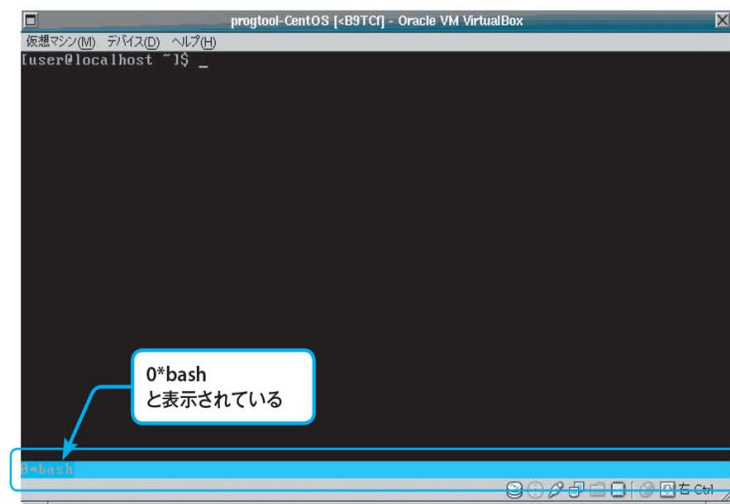 progtool-CentOS [<B9TCf] - Oracle VM VirtualBox
仮想マシン(M) デバイス(D) ヘルプ(H)
[user@localhost ~]$ _
0*bash
と表示されている
0*bash
右 Ctrl